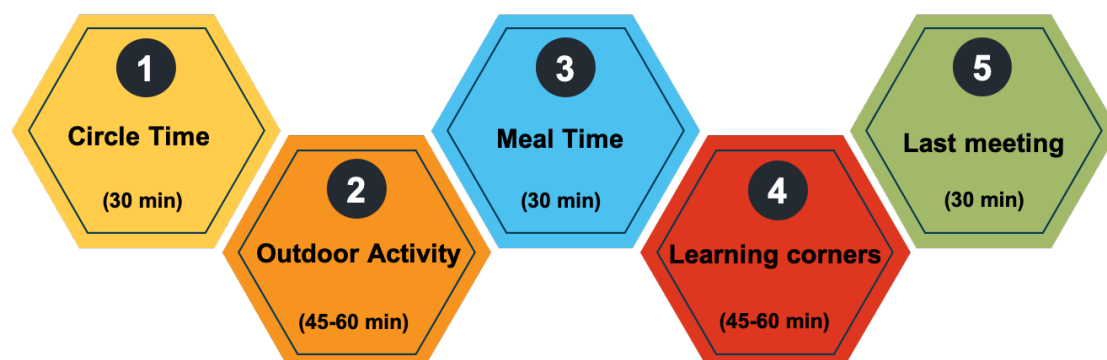 1
Circle Time
(30 min)
2
Outdoor Activity
(45-60 min)
3
Meal Time
(30 min)
4
Learning corners
(45-60 min)
5
Last meeting
(30 min)